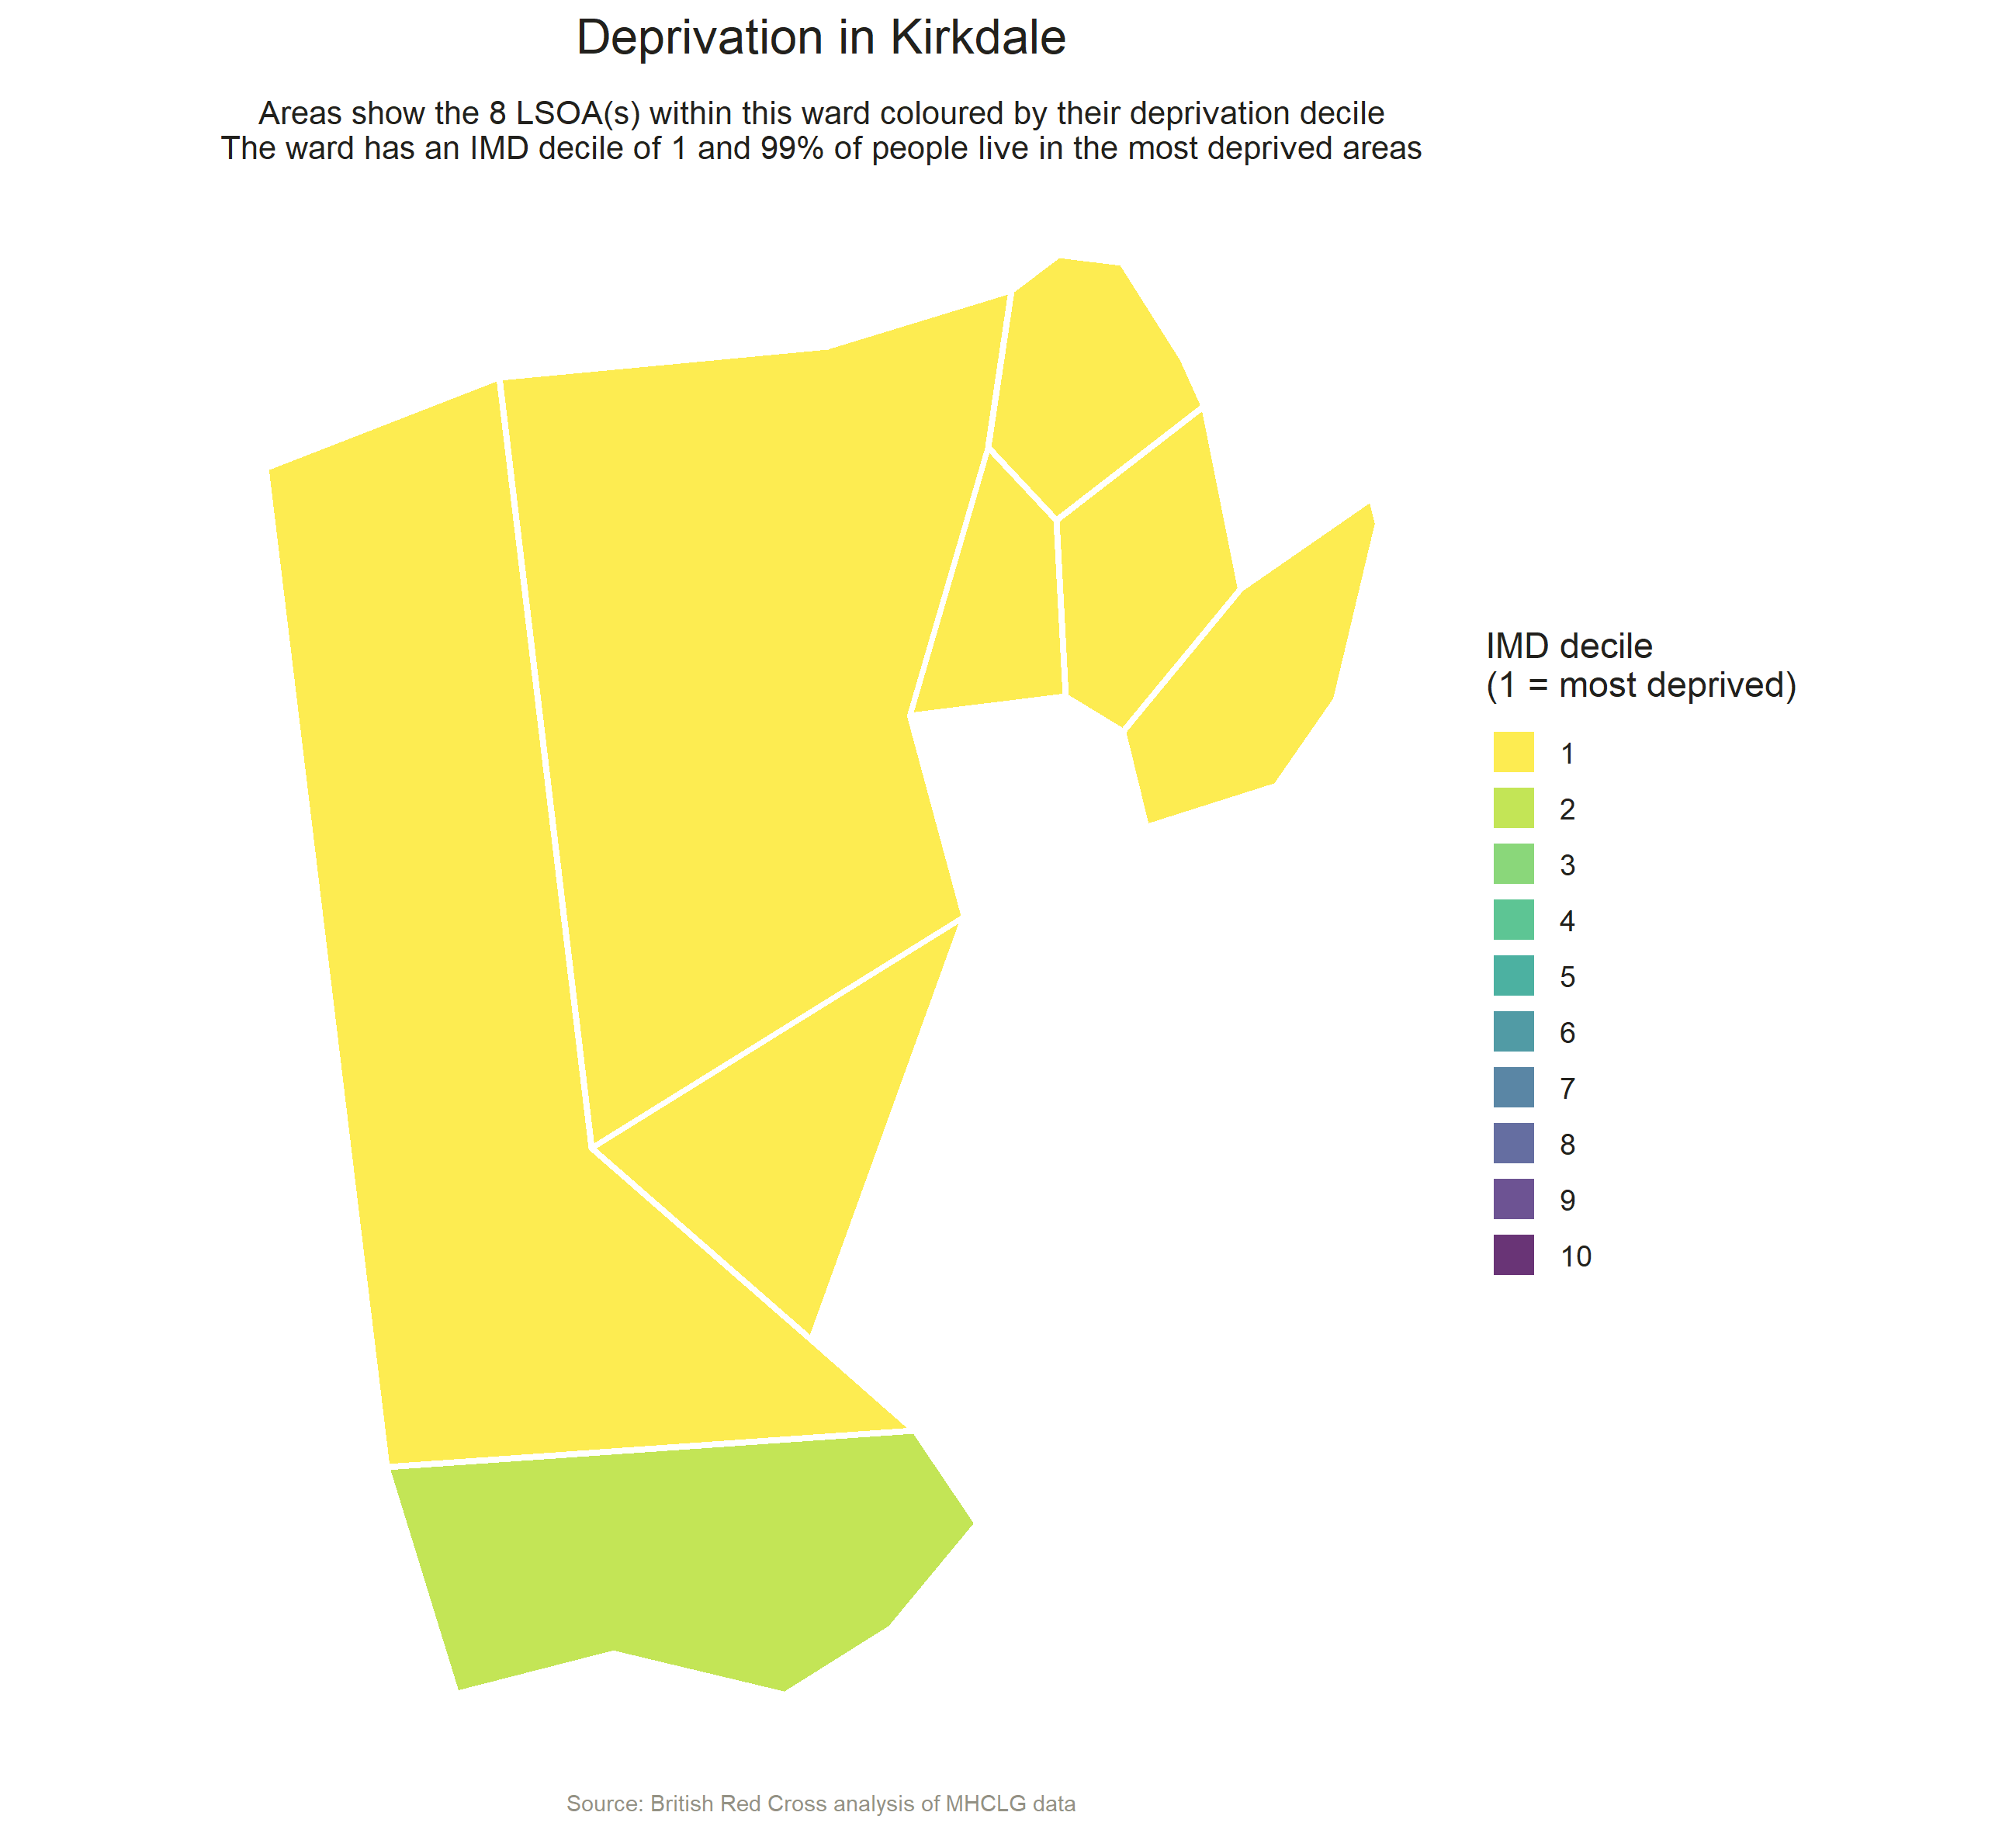 Deprivation in Kirkdale
Areas show the 8 LSOA(s) within this ward coloured by their deprivation decile
The ward has an IMD decile of 1 and 99% of people live in the most deprived areas
IMD decile
(1 = most deprived)
1
2
3
4
5
6
7
8
9
10
Source: British Red Cross analysis of MHCLG data